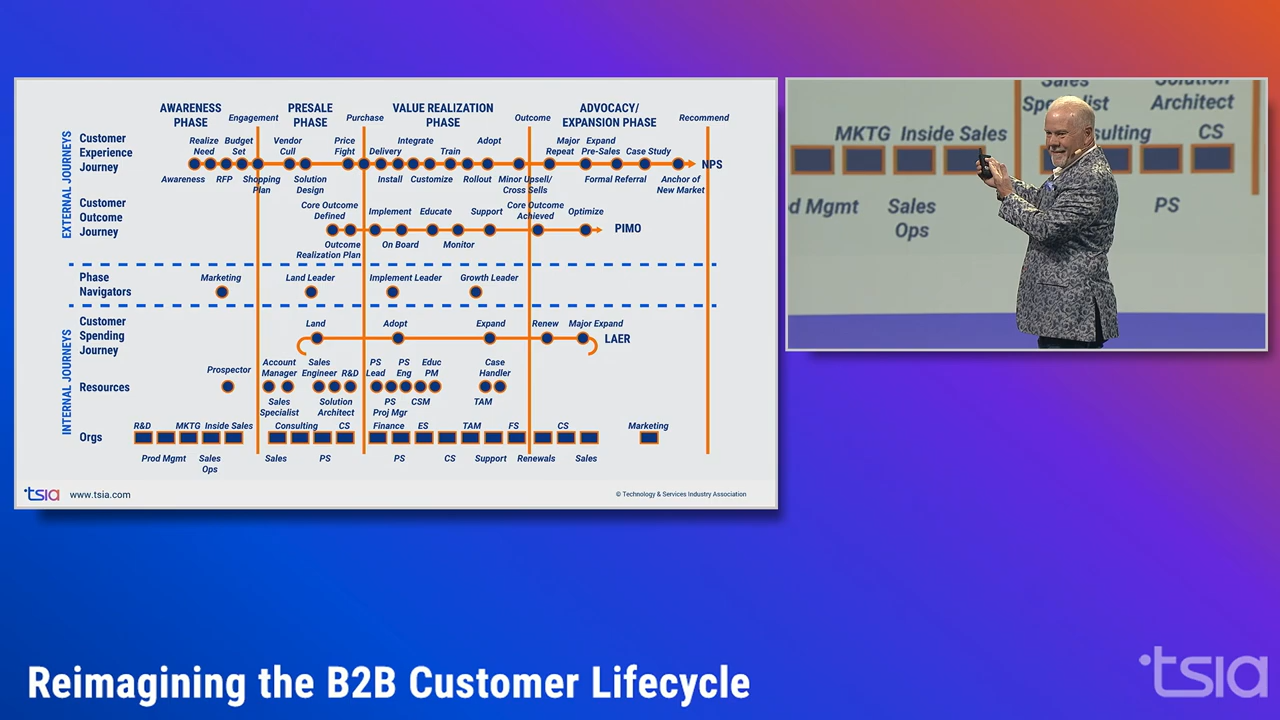 AWARENESS
PHASE
Engagement
PRESALE
PHASE
Purchase
VALUE REALIZATION
PHASE
Outcome
ADVOCACY/
EXPANSION PHASE
Recommend
EXTERNAL JOURNEYS
Customer
Experience
Journey
Realize
Need
Budget
Set
Vendor
Cull
Price
Fight
Delivery
Integrate
Train
Adopt
Major
Repeat
Expand
Pre-Sales
Case Study
NPS
Awareness
RFP
Shopping
Plan
Solution
Design
Install
Customize
Rollout
Minor Upsells/
Cross Sells
Formal Referral
Anchor of
New Market
Customer
Outcome
Journey
Core Outcome
Defined
Implement
Educate
Support
Core Outcome
Achieved
Optimize
PIMO
Outcome
Realization Plan
On Board
Monitor
Phase
Navigators
Marketing
Land Leader
Implement Leader
Growth Leader
INTERNAL JOURNEYS
Customer
Spending
Journey
Land
Adopt
Expand
Renew
Major Expand
LAER
Resources
Prospector
Account
Manager
Sales
Engineer
R&D
PS
Lead
PS
Eng
Educ
PM
Case
Handler
Sales
Specialist
Solution
Architect
PS
Proj Mgr
CSM
TAM
Orgs
R&D
MKTG
Inside Sales
Consulting
CS
Finance
ES
TAM
FS
CS
Marketing
Prod Mgmt
Sales
Ops
Sales
PS
PS
CS
Support
Renewals
Sales
tsia
www.tsia.com
© Technology & Services Industry Association
Sales
Solution
Architect
MKTG
Inside Sales
CS
Mgmt
Sales
Ops
PS
Reimagining the B2B Customer Lifecycle
tsia